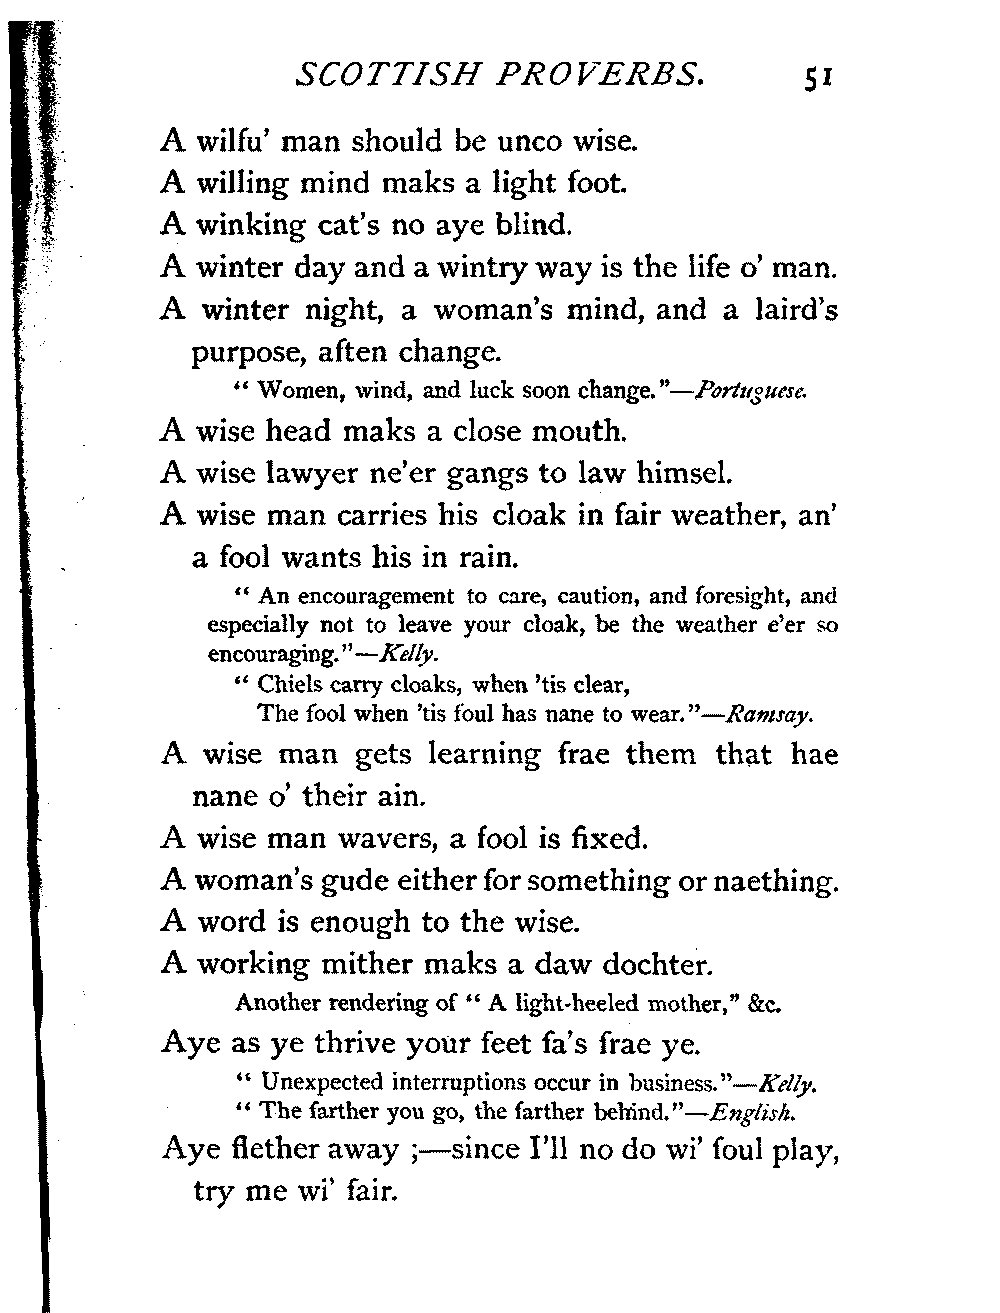 SCOTTISH PROVERBS. 51
A wilfu' man should be unco wise.
A willing mind maks a light foot.
A winking cat's no aye blind.
A winter day and a wintry way is the life o' man.
A winter night, a woman's mind, and a laird's
purpose, aften change.
" Women, wind, and luck soon change."—Portuguese.
A wise head maks a close mouth.
A wise lawyer ne'er gangs to law himsel.
A wise man carries his cloak in fair weather, an'
a fool wants his in rain.
" An encouragement to care, caution, and foresight, and
especially not to leave your cloak, be the weather e'er so
encouraging."—Kelly.
" Chiels carry cloaks, when 'tis clear,
The fool when 'tis foul has nane to wear."—Ramsay.
A wise man gets learning frae them that hae
nane o' their ain.
A wise man wavers, a fool is fixed.
A woman's gude either for something or naething.
A word is enough to the wise.
A working mither maks a daw dochter.
Another rendering of " A light-heeled mother," &c.
Aye as ye thrive your feet fa's frae ye.
" Unexpected interruptions occur in business."—Kelly.
" The farther you go, the farther behind."—English.
Aye flether away ;—since I'll no do wi' foul play,
try me wi' fair.